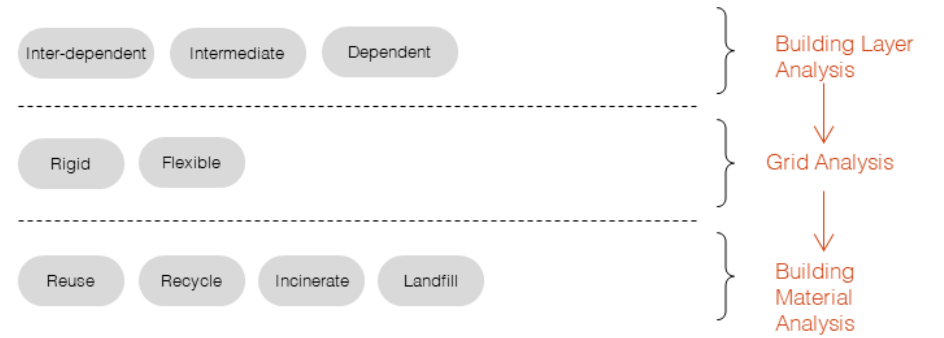 Inter-dependent
Intermediate
Dependent
Building Layer
Analysis
Rigid
Flexible
Grid Analysis
Reuse
Recycle
Incinerate
Landfill
Building
Material
Analysis